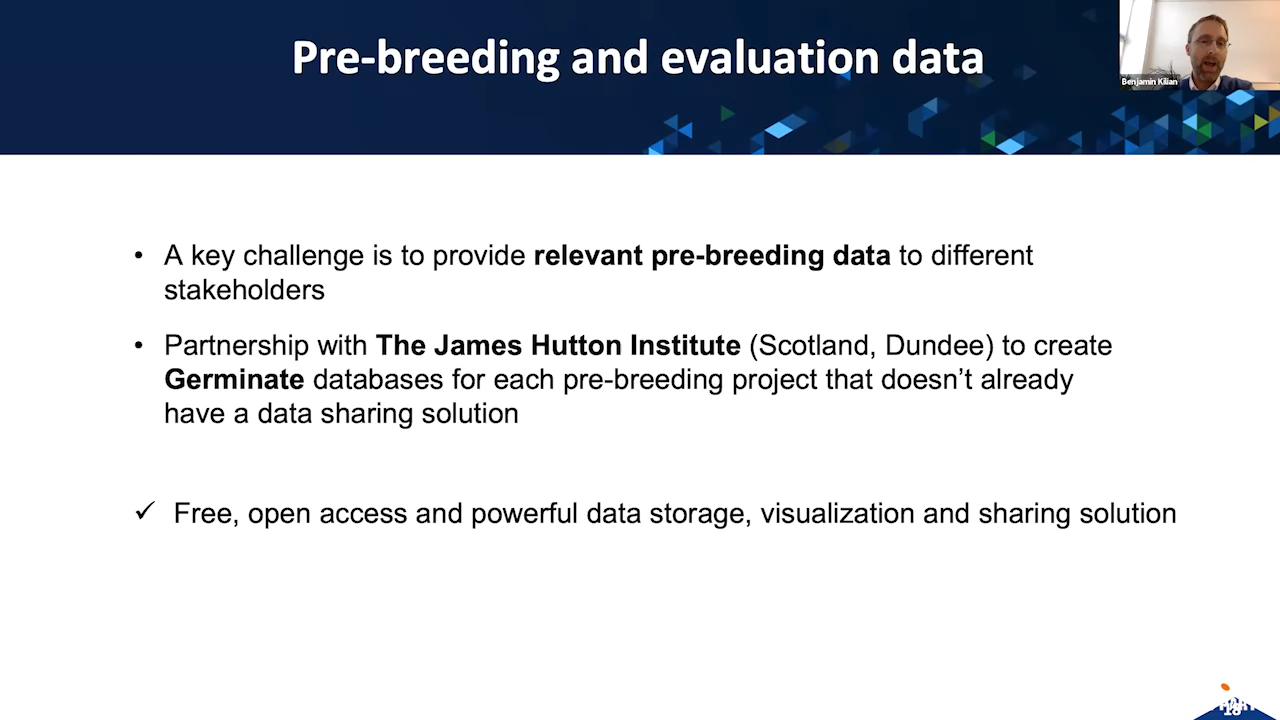 Pre-breeding and evaluation data
Benjamin Kilian
• A key challenge is to provide relevant pre-breeding data to different
stakeholders
• Partnership with The James Hutton Institute (Scotland, Dundee) to create
Germinate databases for each pre-breeding project that doesn’t already
have a data sharing solution
✓ Free, open access and powerful data storage, visualization and sharing solution
18